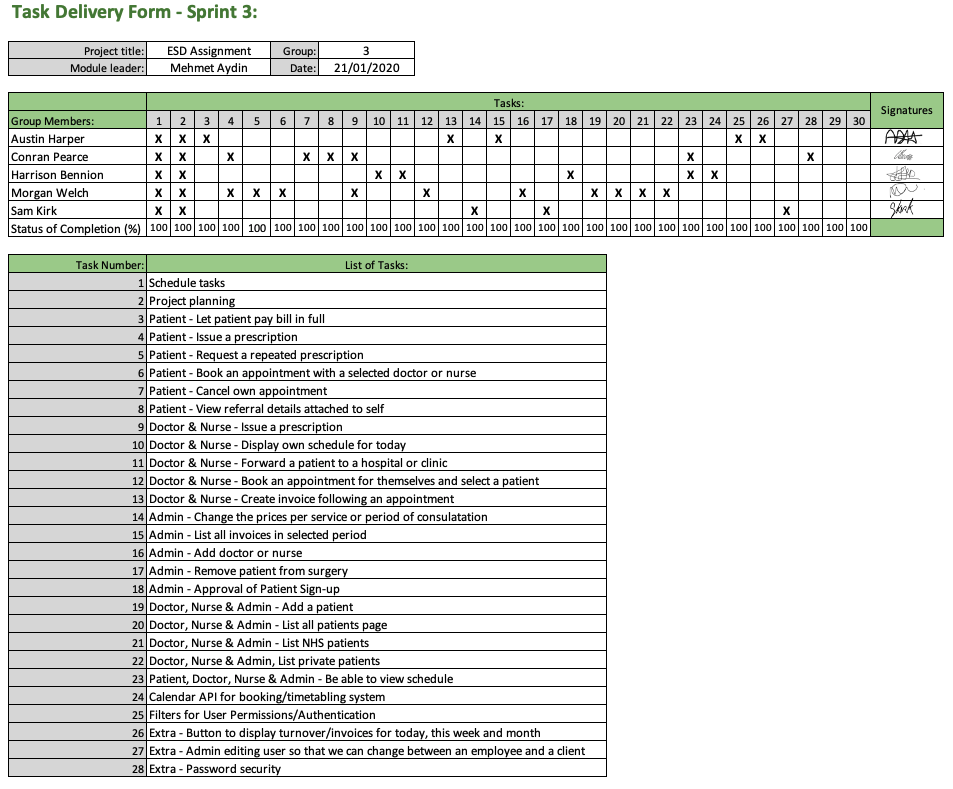 Task Delivery Form - Sprint 3:
Project title: ESD Assignment Group: 3
Module leader: Mehmet Aydin Date: 21/01/2020
Tasks:
Signatures
Group Members: 1 2 3 4 5 6 7 8 9 10 11 12 13 14 15 16 17 18 19 20 21 22 23 24 25 26 27 28 29 30
Austin Harper X X X X X X X
Conran Pearce X X X X X X X X
Harrison Bennion X X X X X X X
Morgan Welch X X X X X X X X X X X X
Sam Kirk X X X X X
Status of Completion (%) 100 100 100 100 100 100 100 100 100 100 100 100 100 100 100 100 100 100 100 100 100 100 100 100 100 100 100 100 100 100
Task Number: List of Tasks:
1 Schedule tasks
2 Project planning
3 Patient - Let patient pay bill in full
4 Patient - Issue a prescription
5 Patient - Request a repeated prescription
6 Patient - Book an appointment with a selected doctor or nurse
7 Patient - Cancel own appointment
8 Patient - View referral details attached to self
9 Doctor & Nurse - Issue a prescription
10 Doctor & Nurse - Display own schedule for today
11 Doctor & Nurse - Forward a patient to a hospital or clinic
12 Doctor & Nurse - Book an appointment for themselves and select a patient
13 Doctor & Nurse - Create invoice following an appointment
14 Admin - Change the prices per service or period of consulatation
15 Admin - List all invoices in selected period
16 Admin - Add doctor or nurse
17 Admin - Remove patient from surgery
18 Admin - Approval of Patient Sign-up
19 Doctor, Nurse & Admin - Add a patient
20 Doctor, Nurse & Admin - List all patients page
21 Doctor, Nurse & Admin - List NHS patients
22 Doctor, Nurse & Admin, List private patients
23 Patient, Doctor, Nurse & Admin - Be able to view schedule
24 Calendar API for booking/timetabling system
25 Filters for User Permissions/Authentication
26 Extra - Button to display turnover/invoices for today, this week and month
27 Extra - Admin editing user so that we can change between an employee and a client
28 Extra - Password security